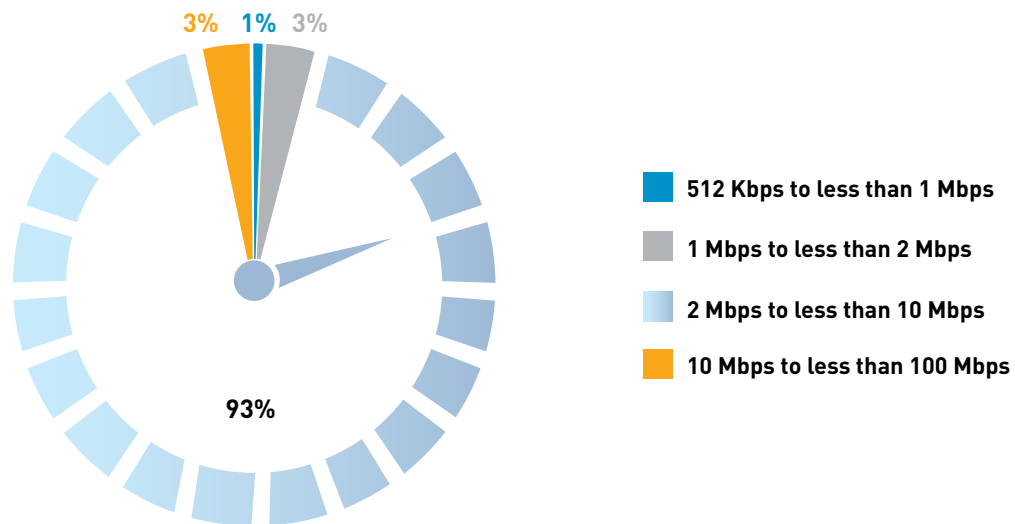 3% 1% 3%
93%
512 Kbps to less than 1 Mbps
1 Mbps to less than 2 Mbps
2 Mbps to less than 10 Mbps
10 Mbps to less than 100 Mbps